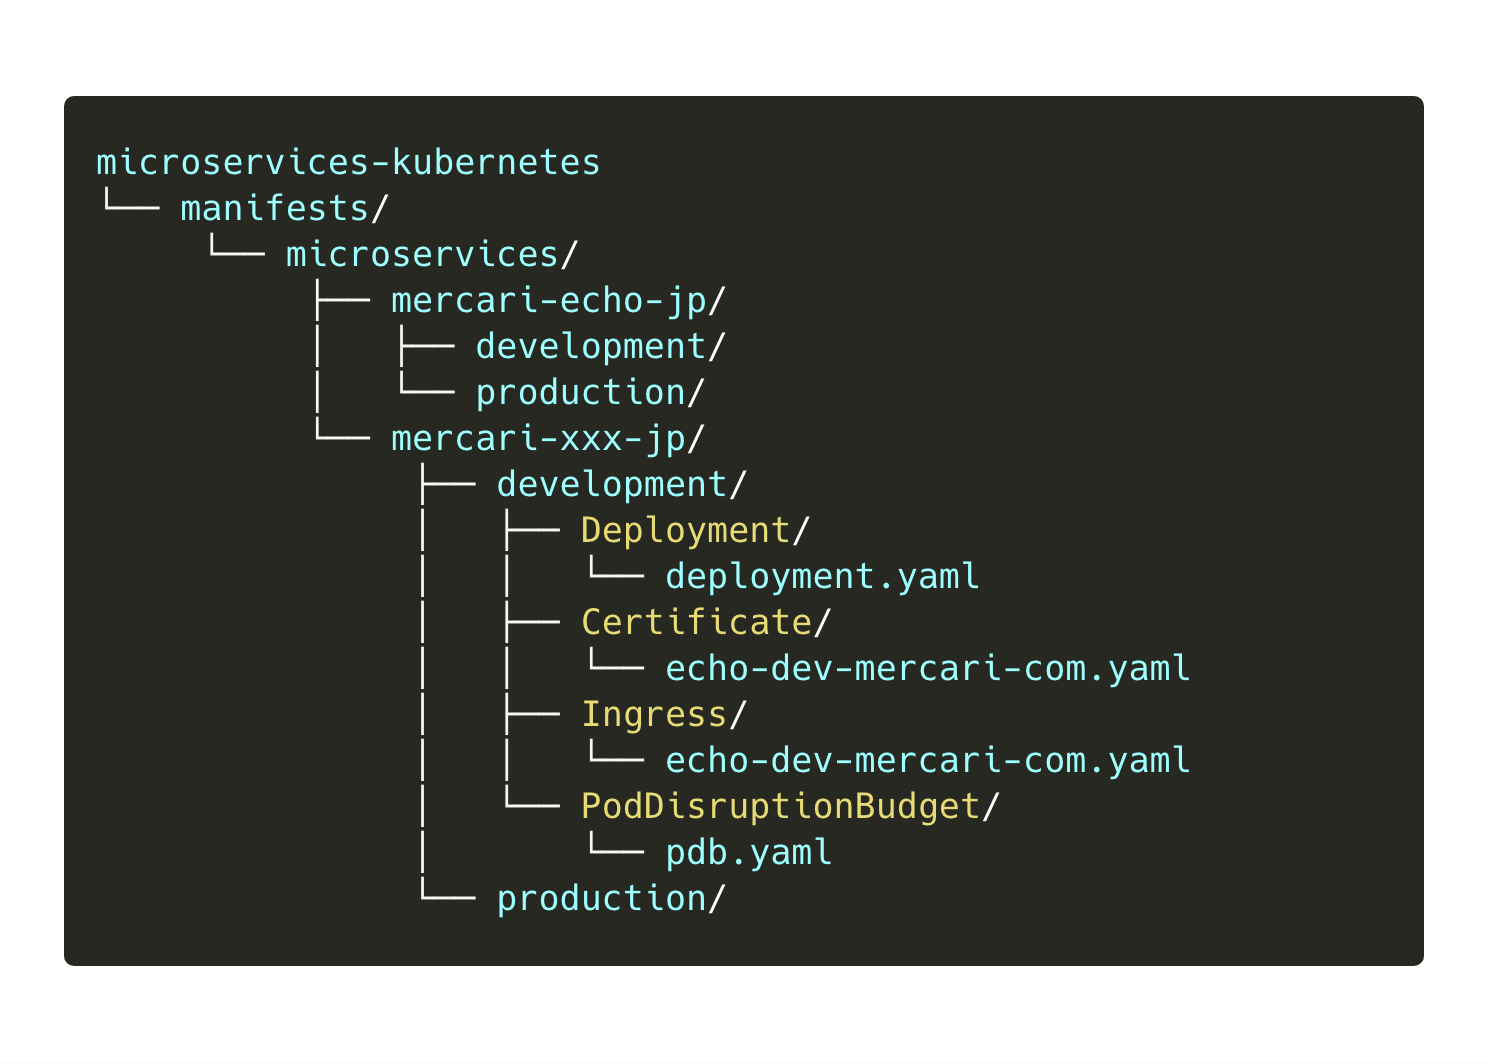 microservices-kubernetes
└── manifests/
     └── microservices/
          ├── mercari-echo-jp/
          │   ├── development/
          │   └── production/
          └── mercari-xxx-jp/
               ├── development/
               │   ├── Deployment/
               │   │   └── deployment.yaml
               │   ├── Certificate/
               │   │   └── echo-dev-mercari-com.yaml
               │   ├── Ingress/
               │   │   └── echo-dev-mercari-com.yaml
               │   └── PodDisruptionBudget/
               │       └── pdb.yaml
               └── production/